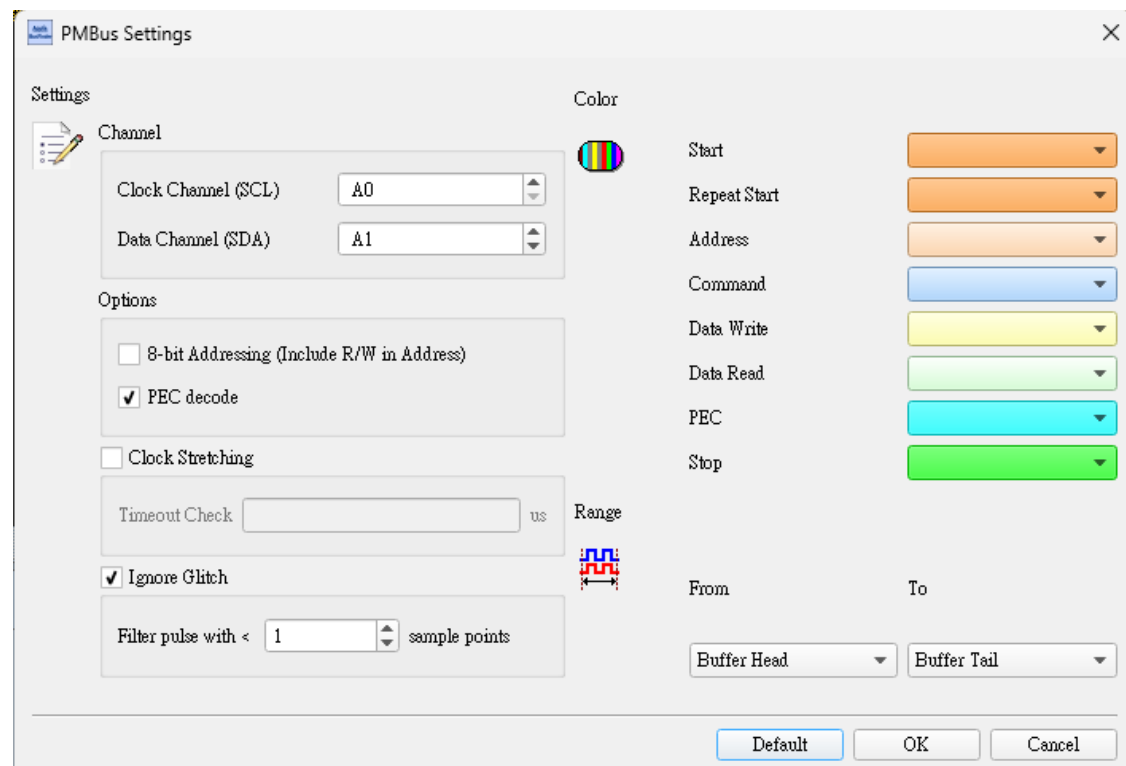 PMBus Settings
Settings
Channel
Clock Channel (SCL) A0
Data Channel (SDA) A1
Options
8-bit Addressing (Include R/W in Address)
PEC decode
Clock Stretching
Timeout Check us
Ignore Glitch
Filter pulse with < 1 sample points
Color
Start
Repeat Start
Address
Command
Data Write
Data Read
PEC
Stop
Range
From To
Buffer Head Buffer Tail
Default OK Cancel